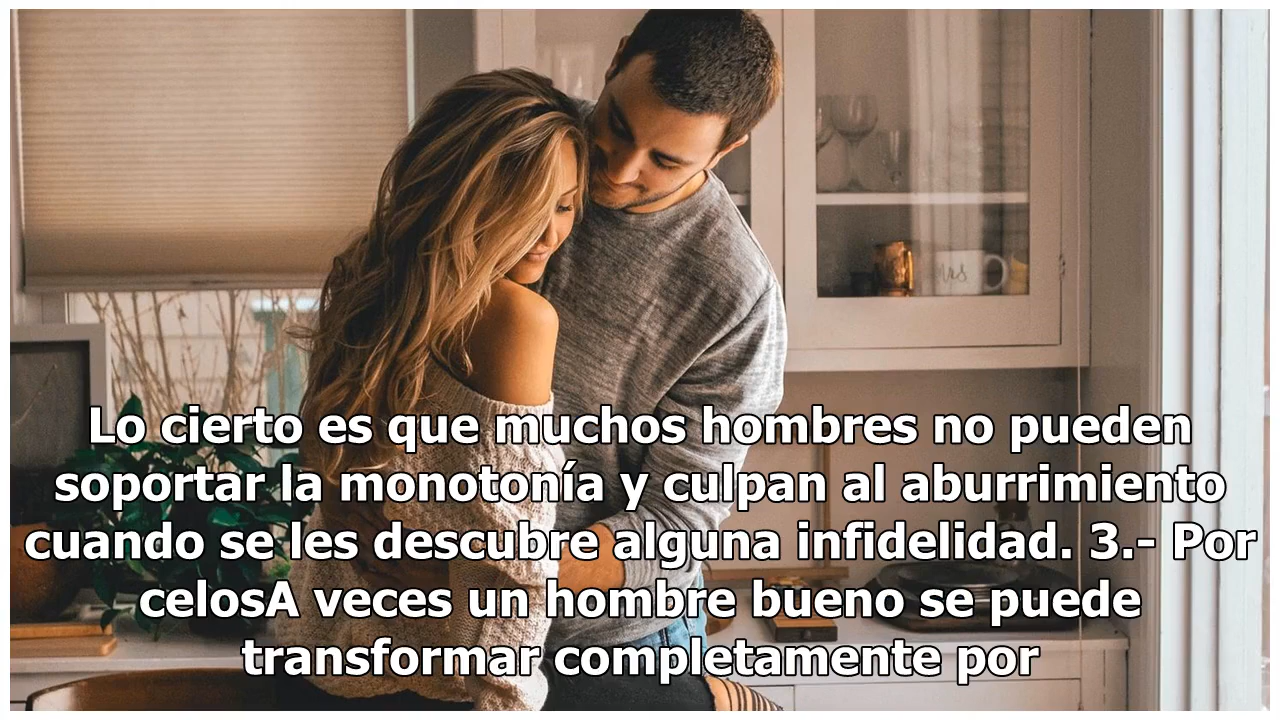 Mrs
Lo cierto es que muchos hombres no pueden
soportar la monotonía y culpan al aburrimiento
cuando se les descubre alguna infidelidad. 3.- Por
celosA veces un hombre bueno se puede
transformar completamente por